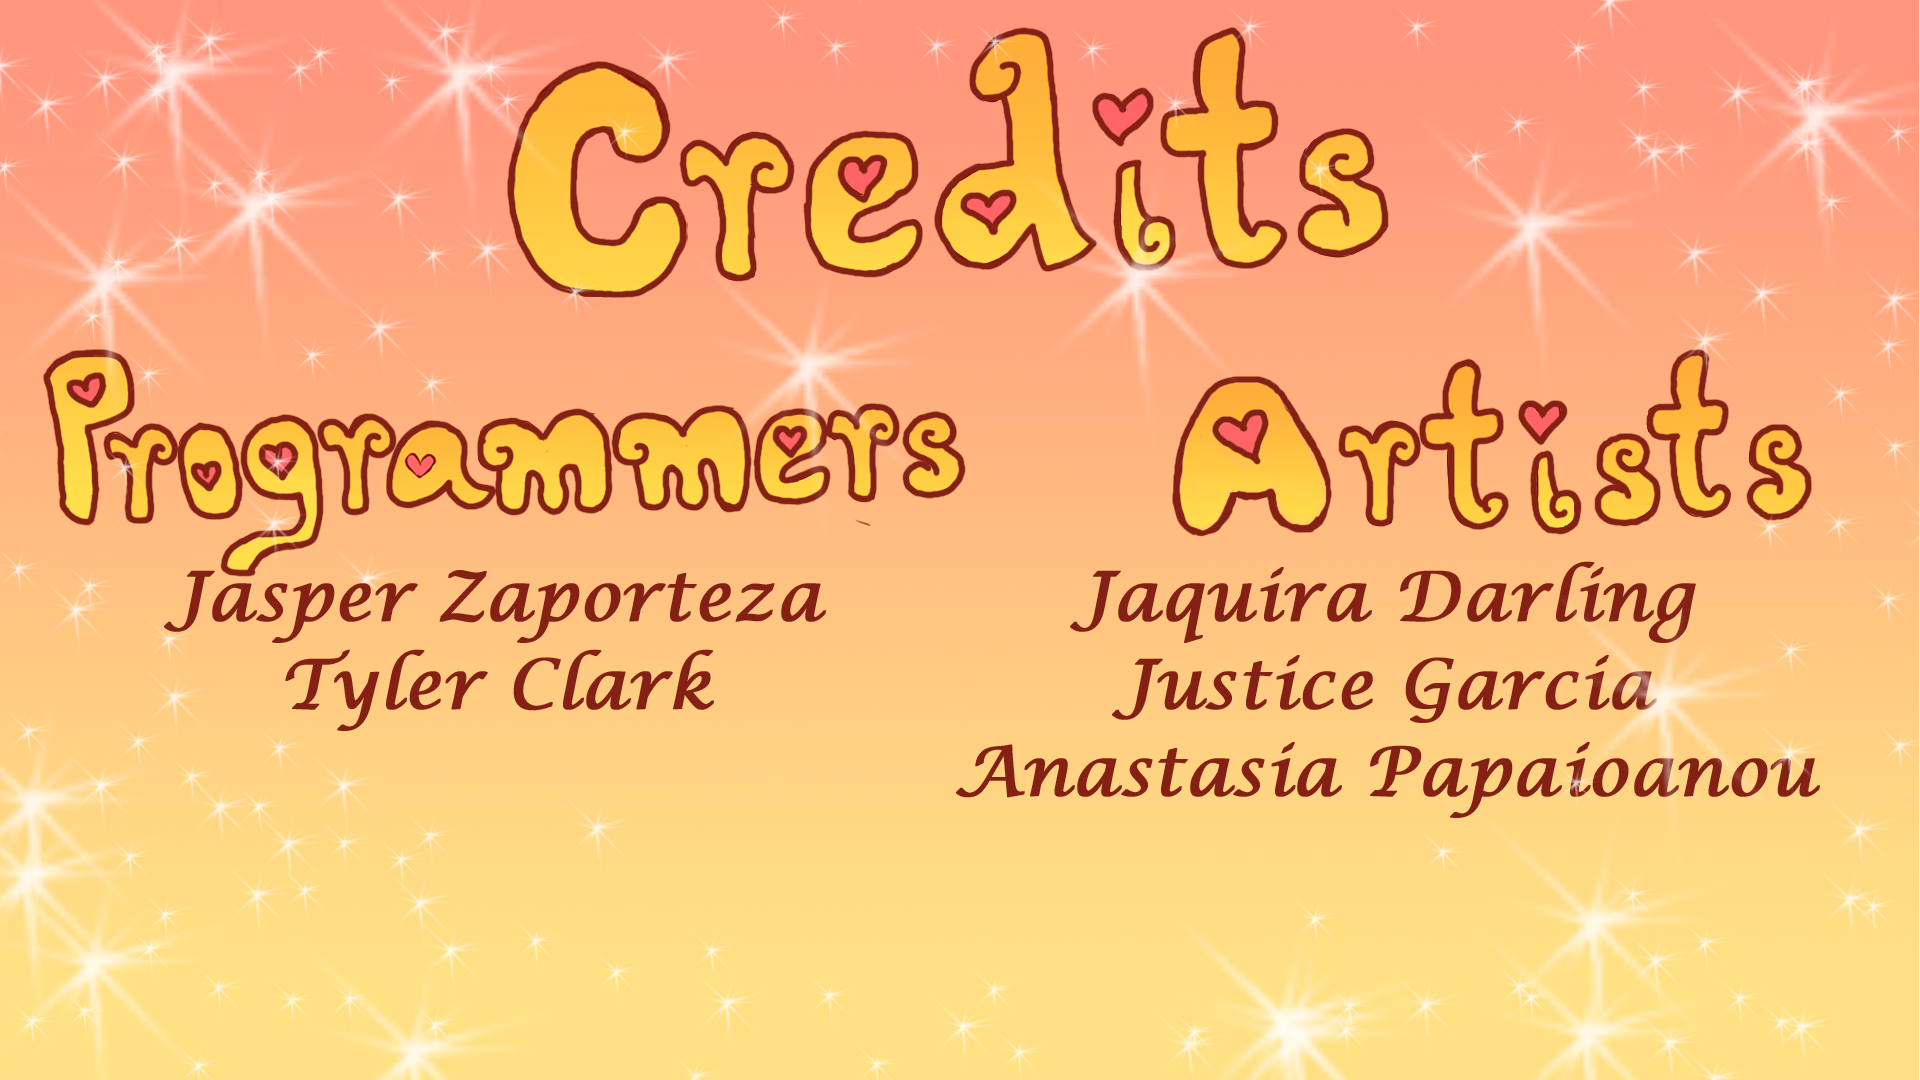 Credits
Programmers
Jasper Zaporteza
Tyler Clark
Artists
Jaquira Darling
Justice Garcia
Anastasia Papaioanou